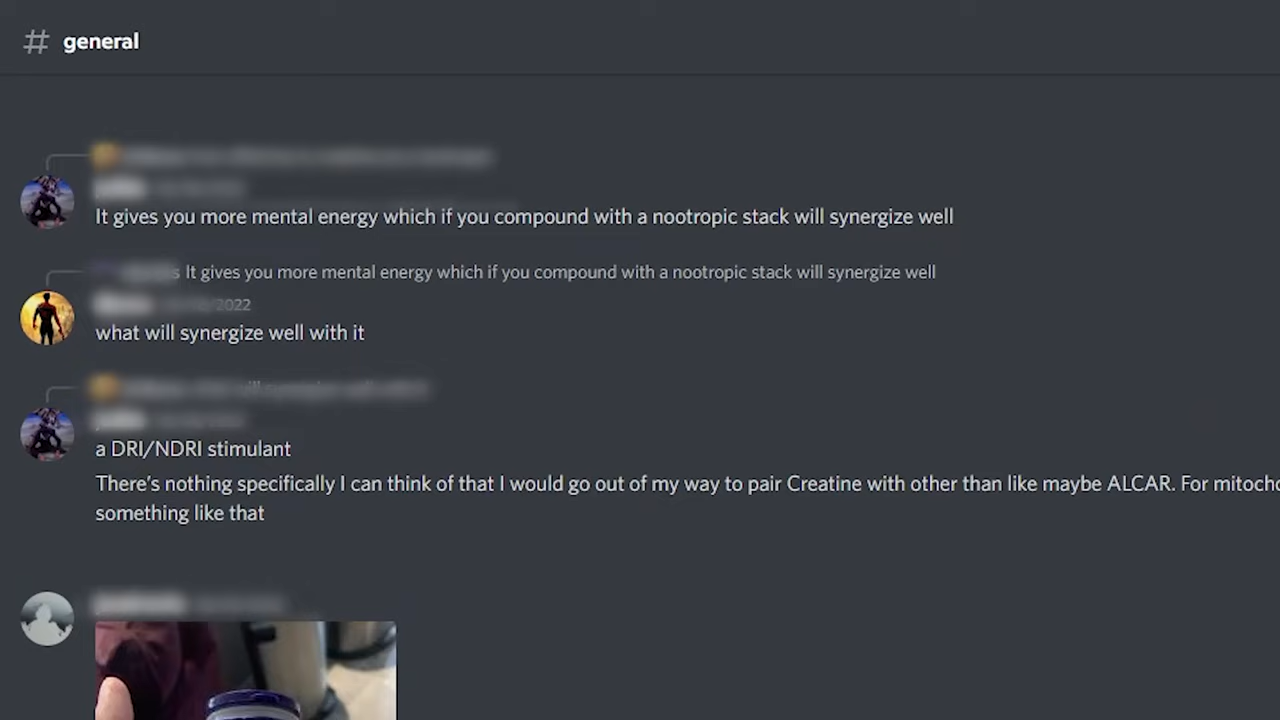 # general
It gives you more mental energy which if you compound with a nootropic stack will synergize well
It gives you more mental energy which if you compound with a nootropic stack will synergize well
/2022
what will synergize well with it
a DRI/NDRI stimulant
There's nothing specifically I can think of that I would go out of my way to pair Creatine with other than like maybe ALCAR. For mitocho
something like that